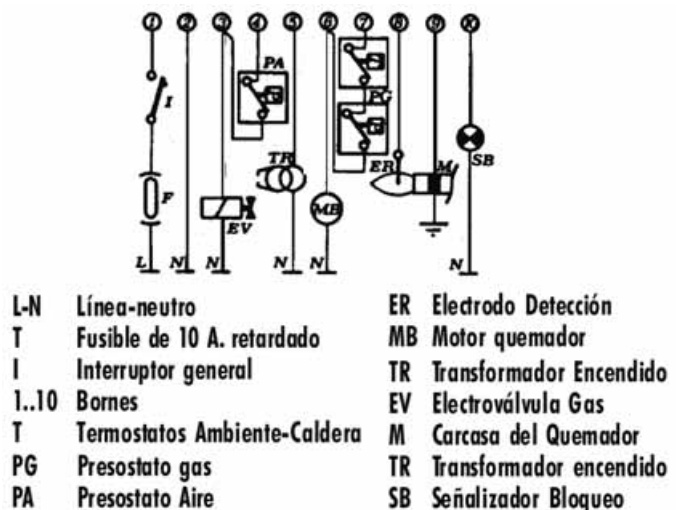 1 2 3 4 5 6 7 8 9 10
PA
I
PG
TR
ER
M
SB
F
EV
MB
L N N N N N
L-N Línea-neutro
T Fusible de 10 A. retardado
I Interruptor general
1..10 Bornes
T Termostatos Ambiente-Caldera
PG Presostato gas
PA Presostato Aire
ER Electrodo Detección
MB Motor quemador
TR Transformador Encendido
EV Electroválvula Gas
M Carcasa del Quemador
TR Transformador encendido
SB Señalizador Bloqueo